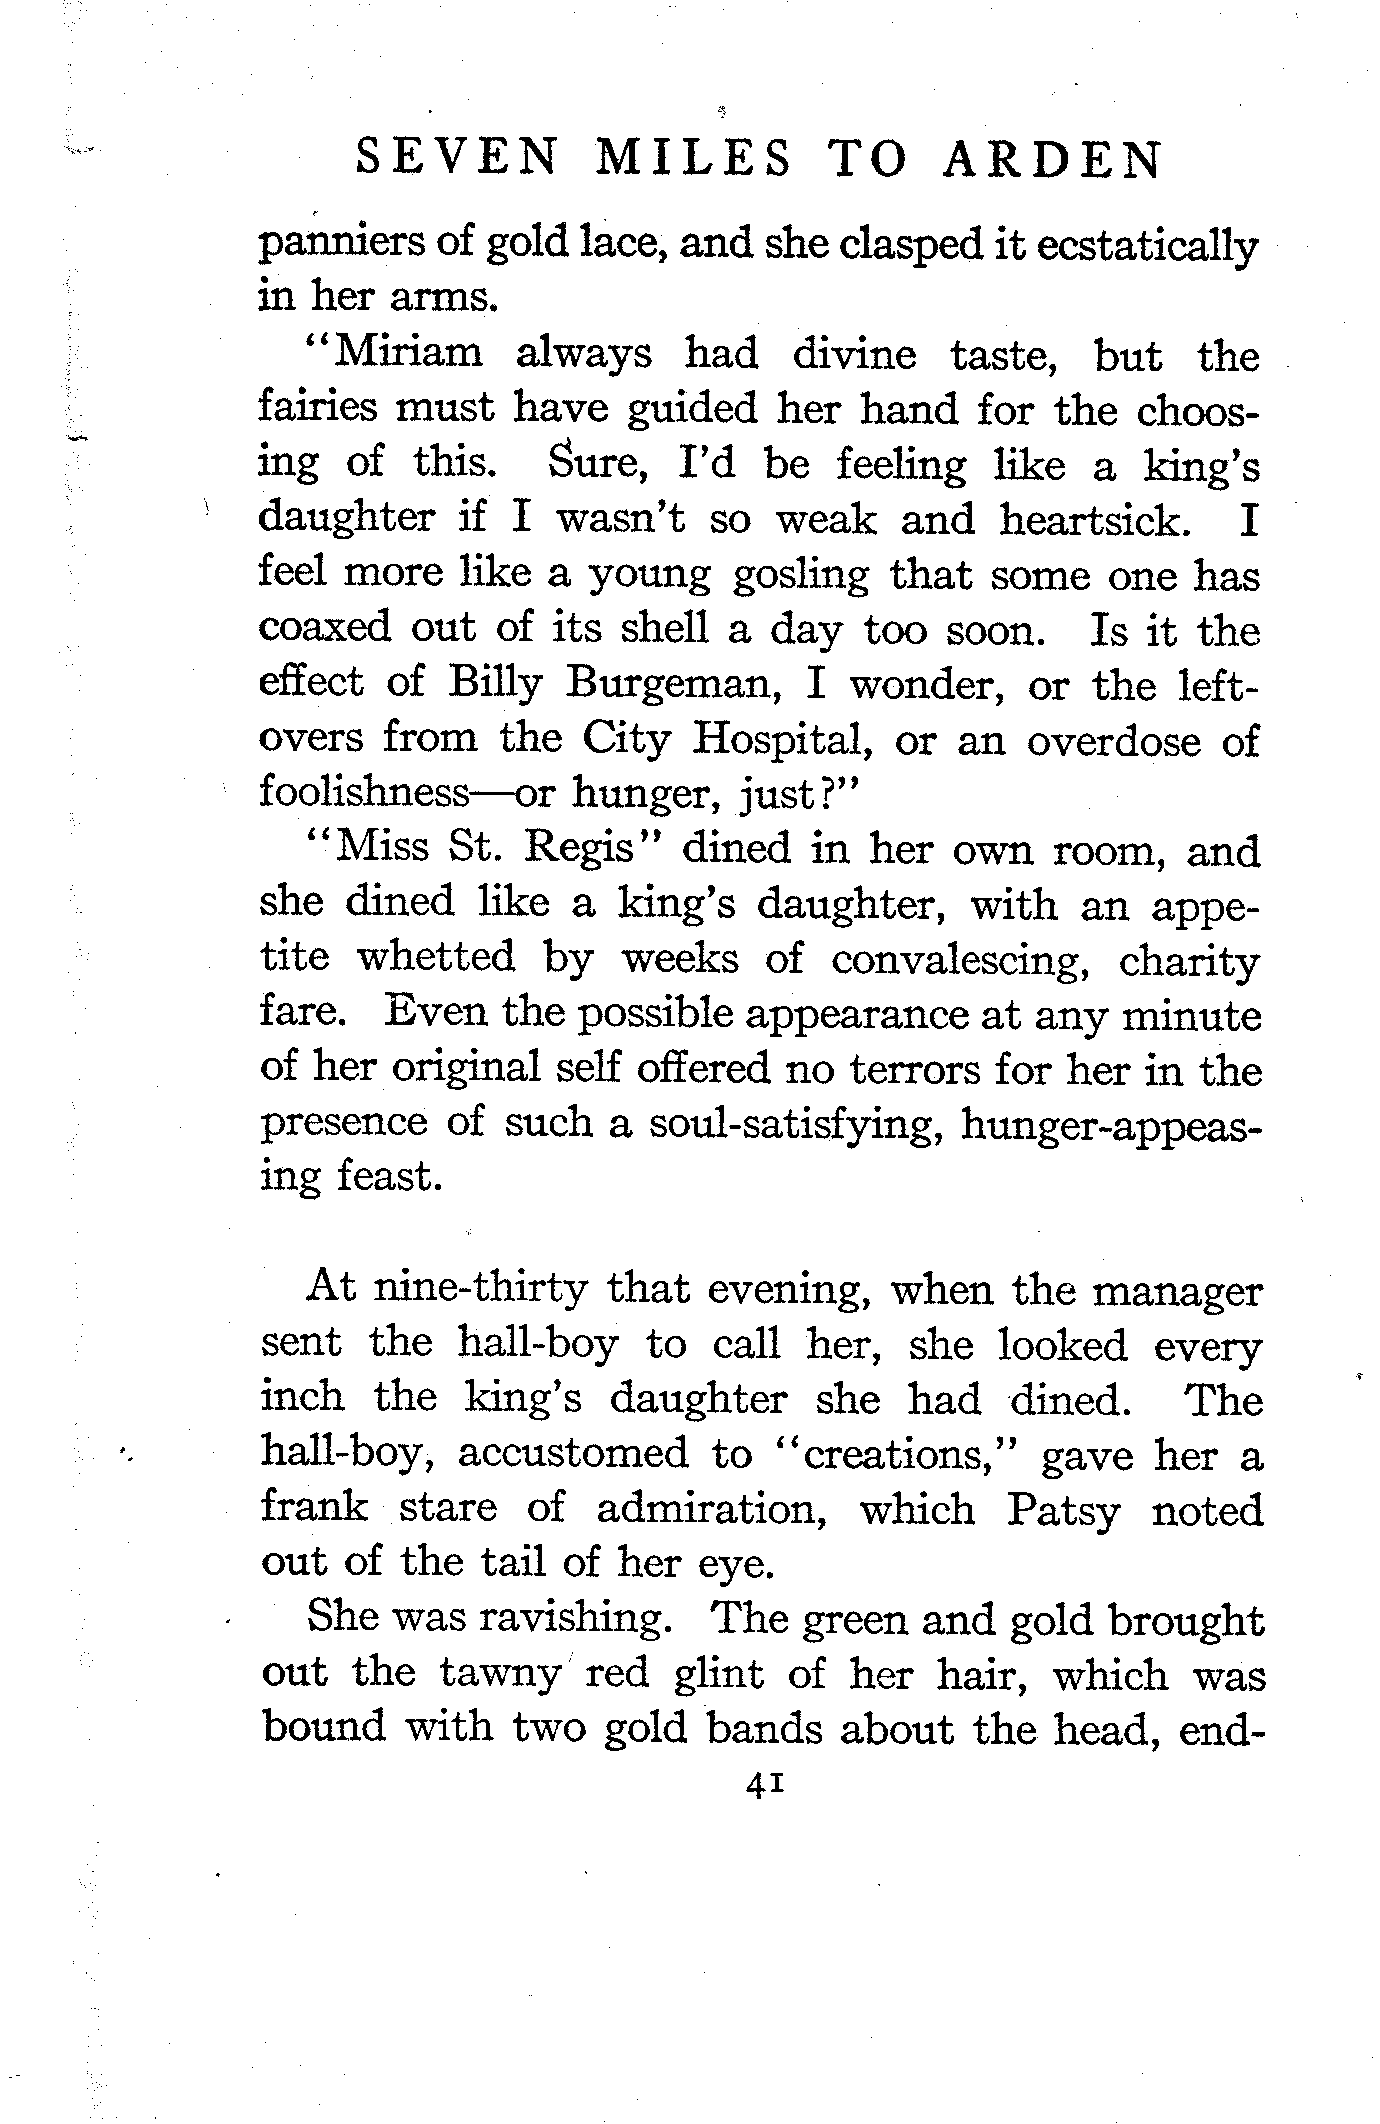 SEVEN MILES TO ARDEN
panniers of gold lace, and she clasped it ecstatically
in her arms.
"Miriam always had divine taste, but the
fairies must have guided her hand for the choos-
ing of this. Sure, I'd be feeling like a king's
daughter if I wasn't so weak and heartsick. I
feel more like a young gosling that some one has
coaxed out of its shell a day too soon. Is it the
effect of Billy Burgeman, I wonder, or the left-
overs from the City Hospital, or an overdose of
foolishness—or hunger, just?"
"Miss St. Regis" dined in her own room, and
she dined like a king's daughter, with an appe-
tite whetted by weeks of convalescing, charity
fare. Even the possible appearance at any minute
of her original self offered no terrors for her in the
presence of such a soul-satisfying, hunger-appeas-
ing feast.
At nine-thirty that evening, when the manager
sent the hall-boy to call her, she looked every
inch the king's daughter she had dined. The
hall-boy, accustomed to "creations," gave her a
frank stare of admiration, which Patsy noted
out of the tail of her eye.
She was ravishing. The green and gold brought
out the tawny red glint of her hair, which was
bound with two gold bands about the head, end-
41